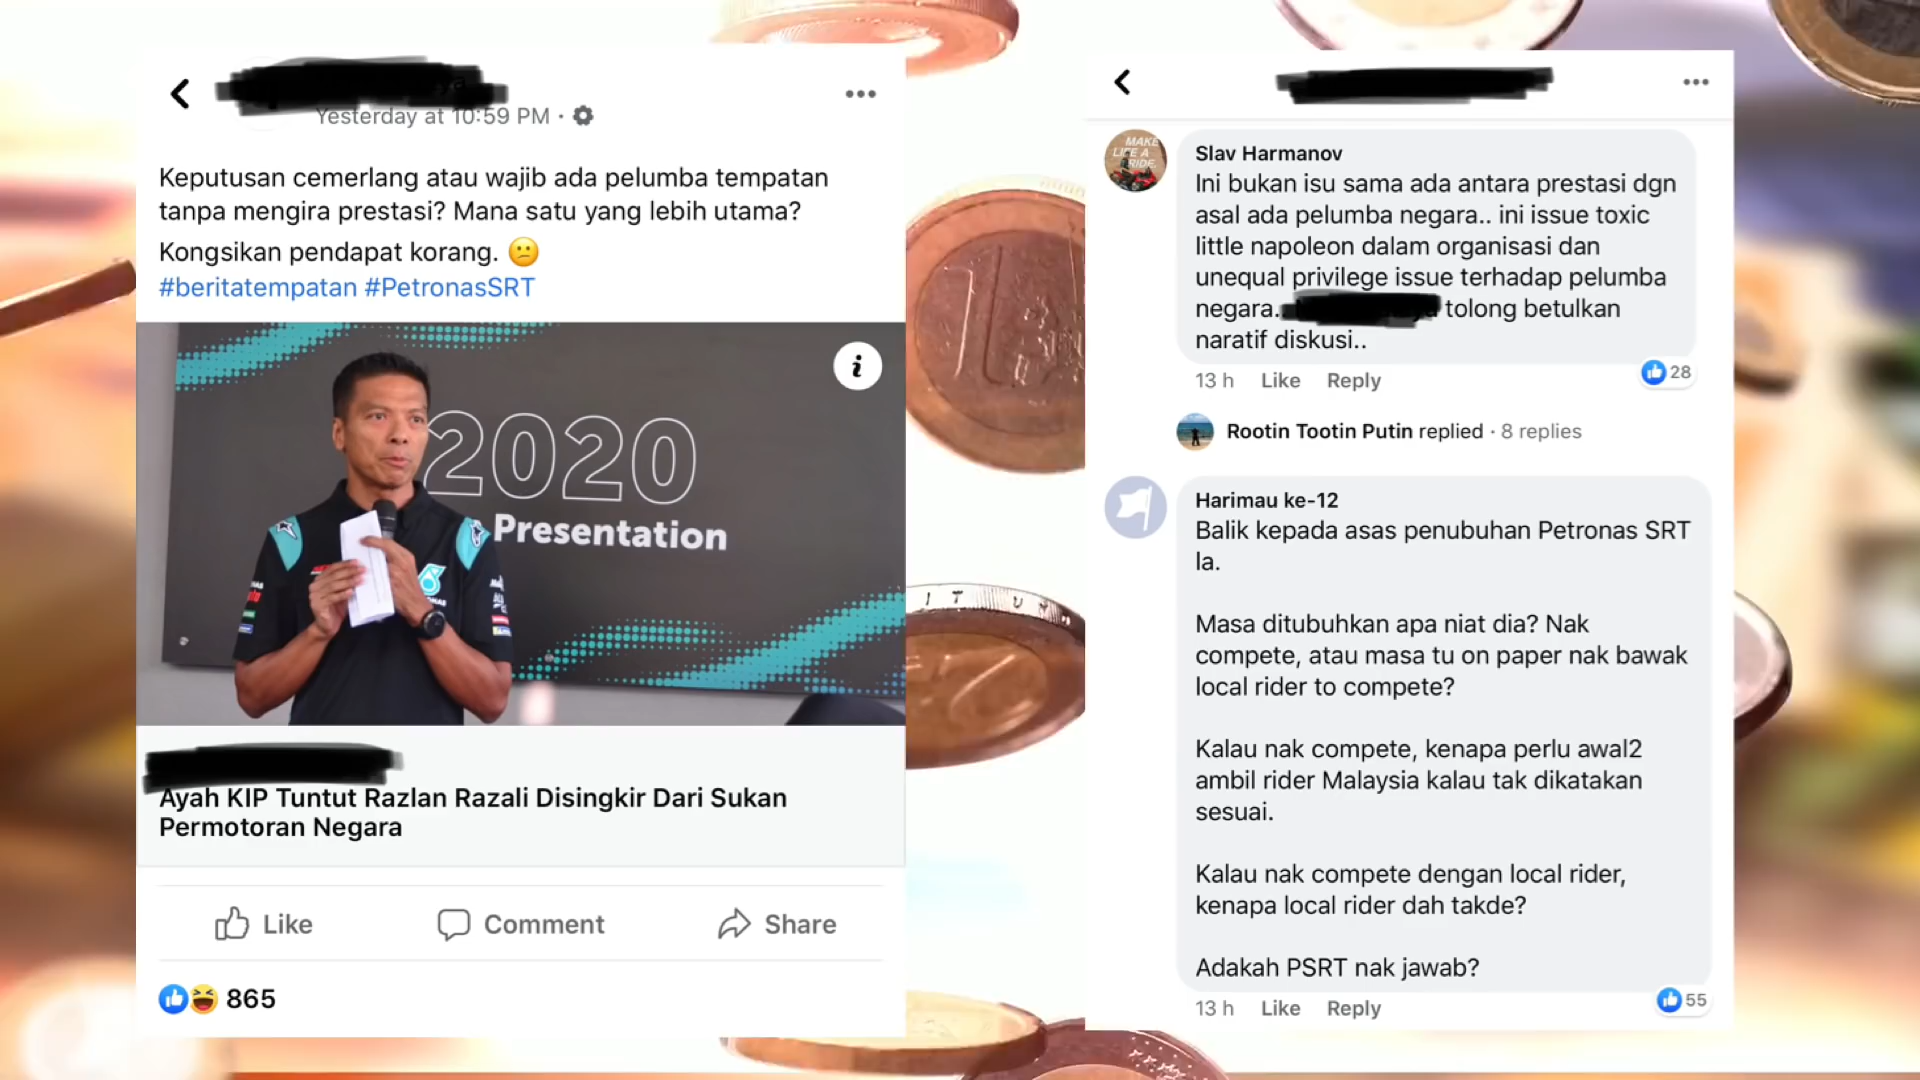 Yesterday at 10:59 PM ·
Keputusan cemerlang atau wajib ada pelumba tempatan
tanpa mengira prestasi? Mana satu yang lebih utama?
Kongsikan pendapat korang. 😕
#beritatempatan #PetronasSRT
2020
Presentation
Ayah KIP Tuntut Razlan Razali Disingkir Dari Sukan
Permotoran Negara
Like
Comment
Share
865
MAKE
LIFE A
RIDE.
Slav Harmanov
Ini bukan isu sama ada antara prestasi dgn
asal ada pelumba negara.. ini issue toxic
little napoleon dalam organisasi dan
unequal privilege issue terhadap pelumba
negara. tolong betulkan
naratif diskusi..
13 h Like Reply
28
Rootin Tootin Putin replied · 8 replies
Harimau ke-12
Balik kepada asas penubuhan Petronas SRT
la.
Masa ditubuhkan apa niat dia? Nak
compete, atau masa tu on paper nak bawak
local rider to compete?
Kalau nak compete, kenapa perlu awal2
ambil rider Malaysia kalau tak dikatakan
sesuai.
Kalau nak compete dengan local rider,
kenapa local rider dah takde?
Adakah PSRT nak jawab?
13 h Like Reply
55